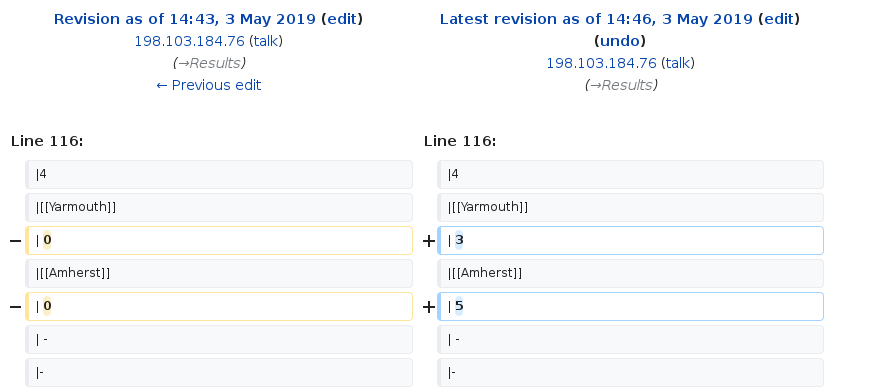 Revision as of 14:43, 3 May 2019 (edit)
198.103.184.76 (talk)
(→Results)
← Previous edit
Latest revision as of 14:46, 3 May 2019 (edit)
(undo)
198.103.184.76 (talk)
(→Results)
Line 116:
Line 116:
|4
|4
|[[Yarmouth]]
|[[Yarmouth]]
− | 0
+ | 3
|[[Amherst]]
|[[Amherst]]
− | 0
+ | 5
| -
| -
|-
|-